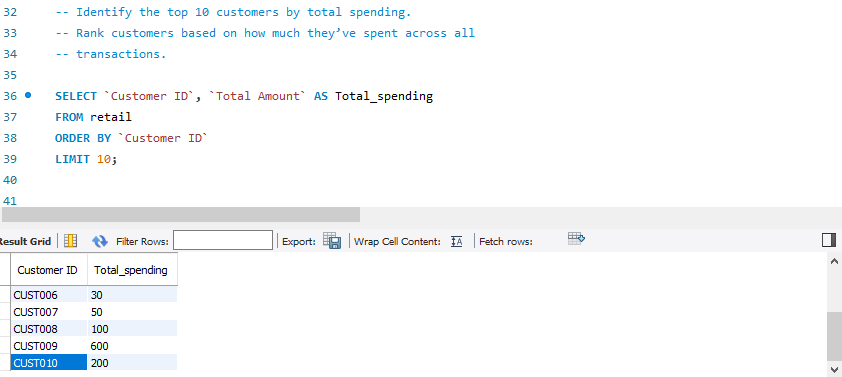 32 -- Identify the top 10 customers by total spending.
33 -- Rank customers based on how much they’ve spent across all
34 -- transactions.
35
36 SELECT `Customer ID`, `Total Amount` AS Total_spending
37 FROM retail
38 ORDER BY `Customer ID`
39 LIMIT 10;
40
41
Result Grid Filter Rows: Export: Wrap Cell Content: Fetch rows:
Customer ID Total_spending
CUST006 30
CUST007 50
CUST008 100
CUST009 600
CUST010 200